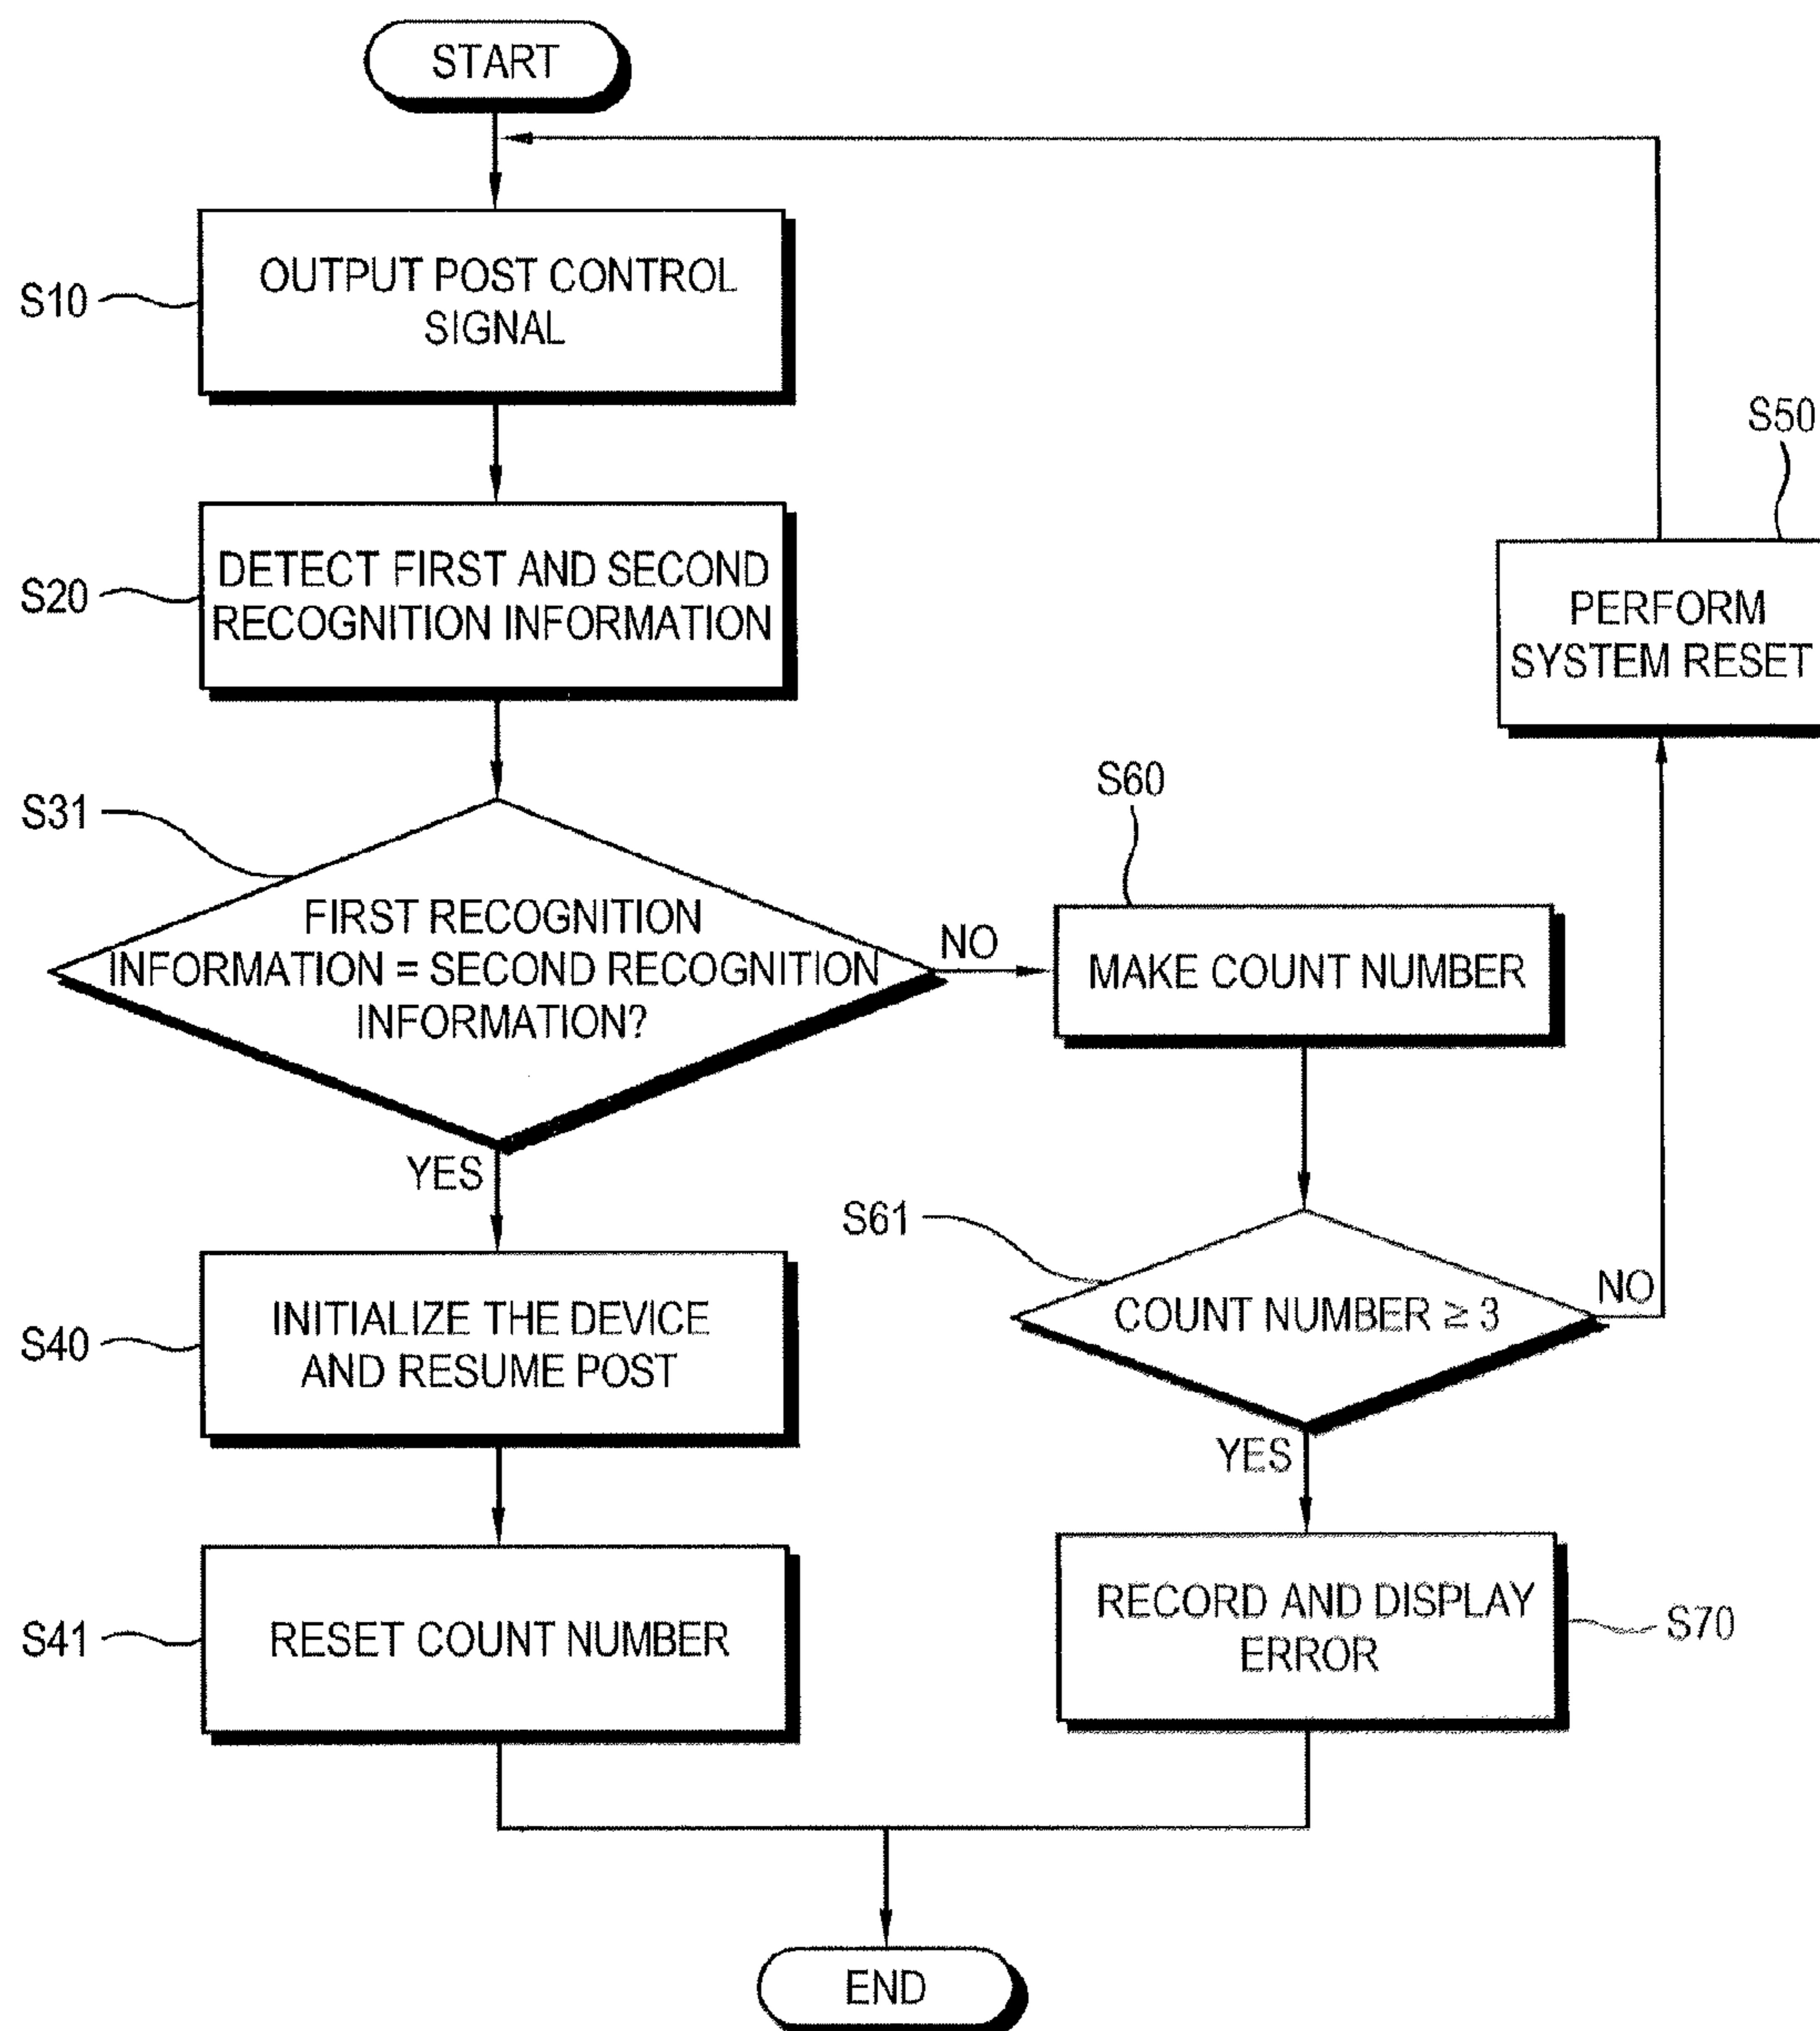 START
S10
OUTPUT POST CONTROL
SIGNAL
S20
DETECT FIRST AND SECOND
RECOGNITION INFORMATION
S31
FIRST RECOGNITION
INFORMATION = SECOND RECOGNITION
INFORMATION?
NO
YES
S40
INITIALIZE THE DEVICE
AND RESUME POST
S41
RESET COUNT NUMBER
S50
PERFORM
SYSTEM RESET
S60
MAKE COUNT NUMBER
S61
COUNT NUMBER ≥ 3
NO
YES
RECORD AND DISPLAY
ERROR
S70
END